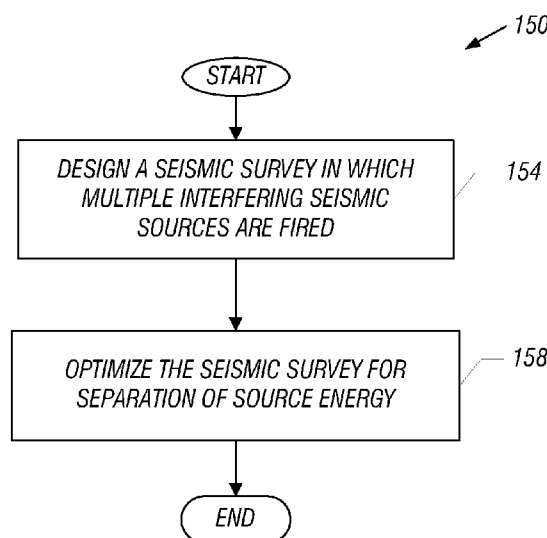 150
START
DESIGN A SEISMIC SURVEY IN WHICH
MULTIPLE INTERFERING SEISMIC
SOURCES ARE FIRED
154
OPTIMIZE THE SEISMIC SURVEY FOR
SEPARATION OF SOURCE ENERGY
158
END